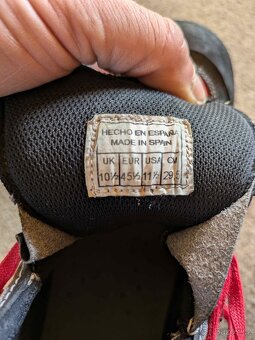 HECHO EN ESPAÑA
MADE IN SPAIN
UK EUR USA CM
10½ 45½ 11½ 29.5